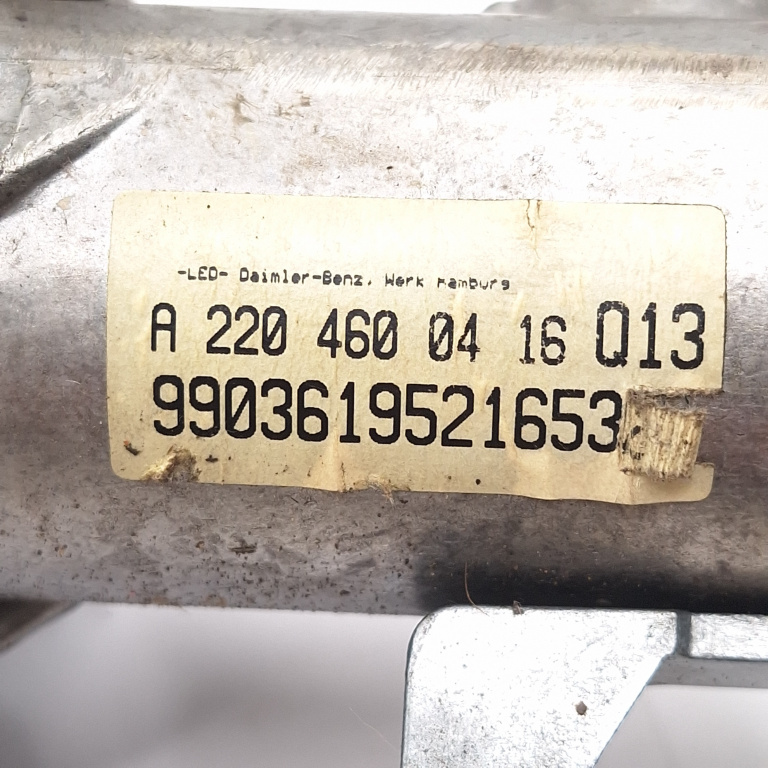 -LED- Daimler-Benz, Werk Hamburg
A 220 460 04 16 Q13
9903619521653